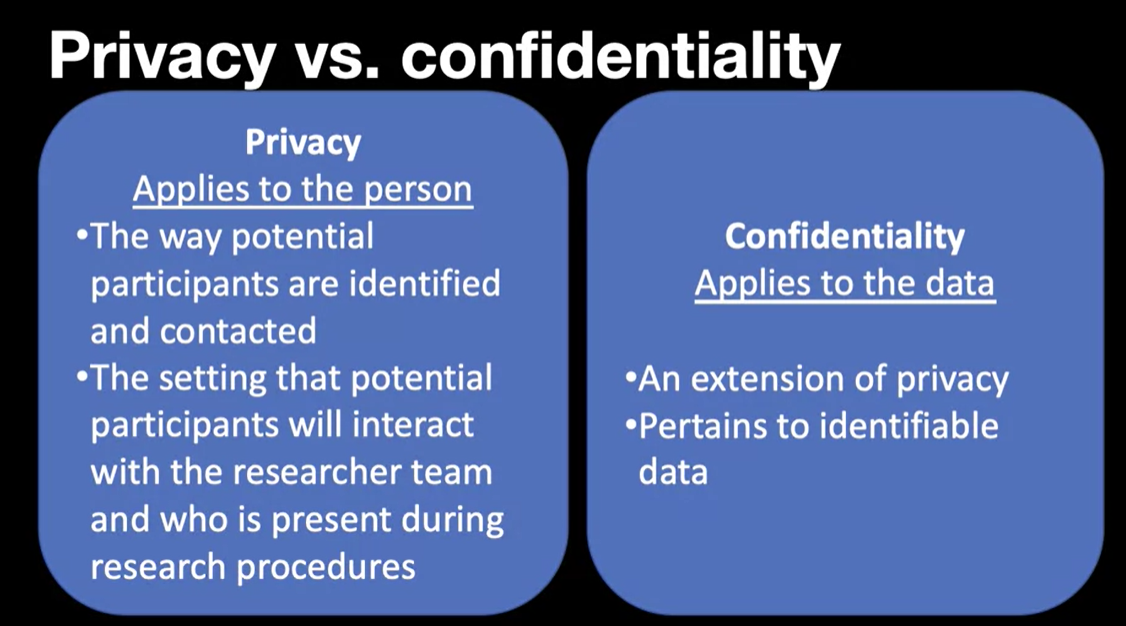 Privacy vs. confidentiality
Privacy
Applies to the person
•The way potential
participants are identified
and contacted
•The setting that potential
participants will interact
with the researcher team
and who is present during
research procedures
Confidentiality
Applies to the data
•An extension of privacy
•Pertains to identifiable
data